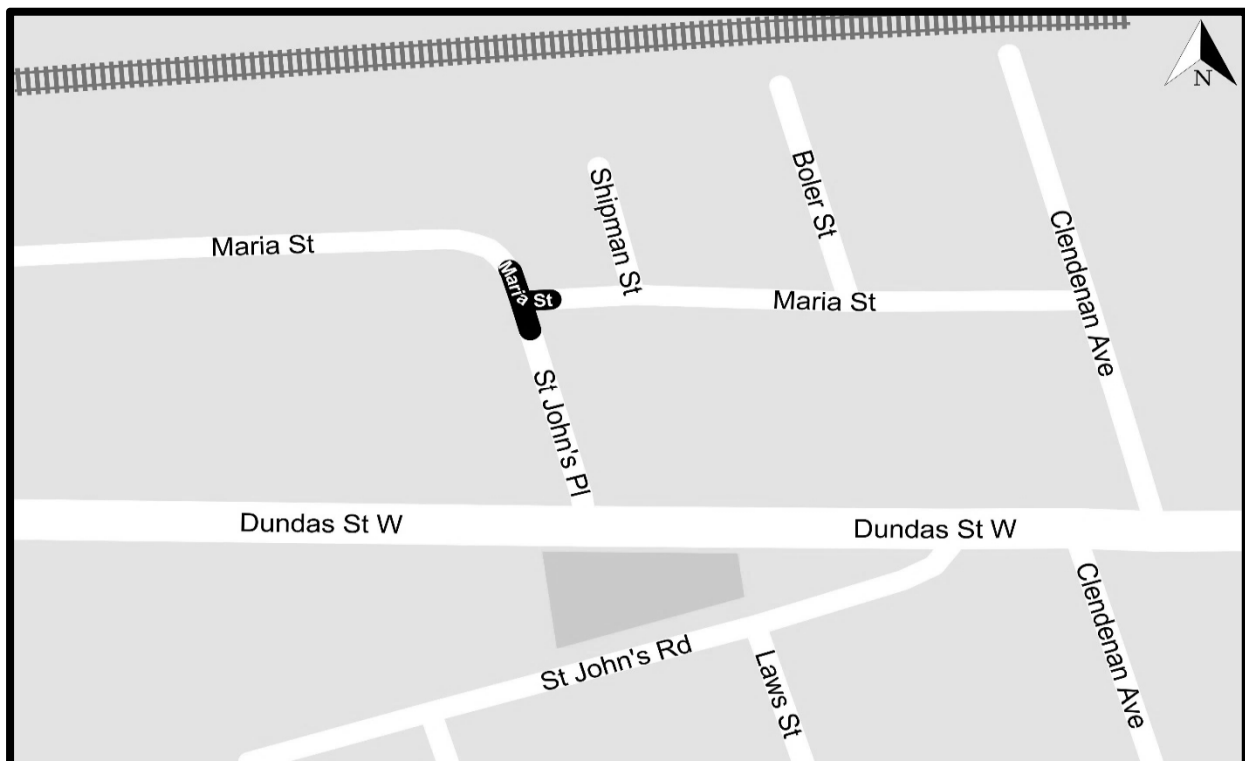 N
Shipman St
Boler St
Clendenan Ave
Maria St
Maria St
Maria St
St John's Pl
Dundas St W
Dundas St W
St John's Rd
Laws St
Clendenan Ave